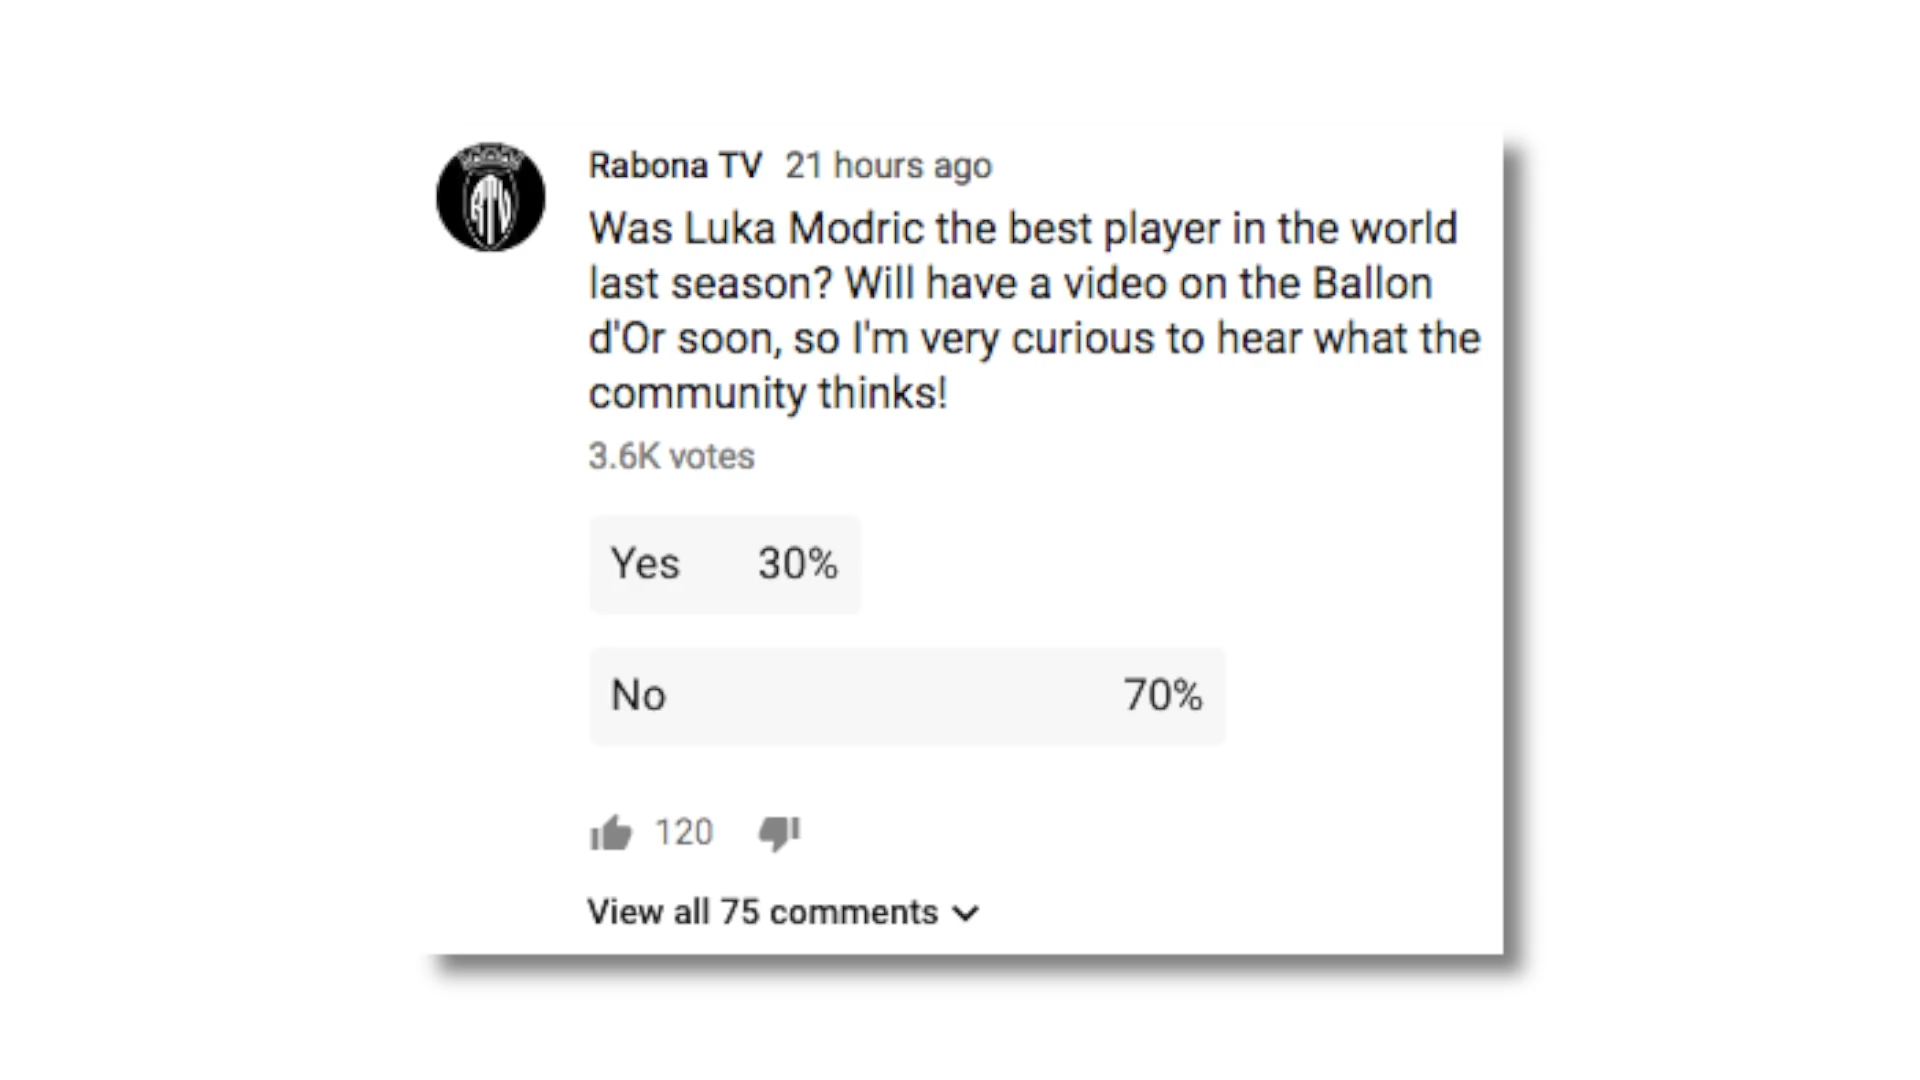 RTV
Rabona TV 21 hours ago
Was Luka Modric the best player in the world
last season? Will have a video on the Ballon
d'Or soon, so I'm very curious to hear what the
community thinks!
3.6K votes
Yes 30%
No 70%
120
View all 75 comments